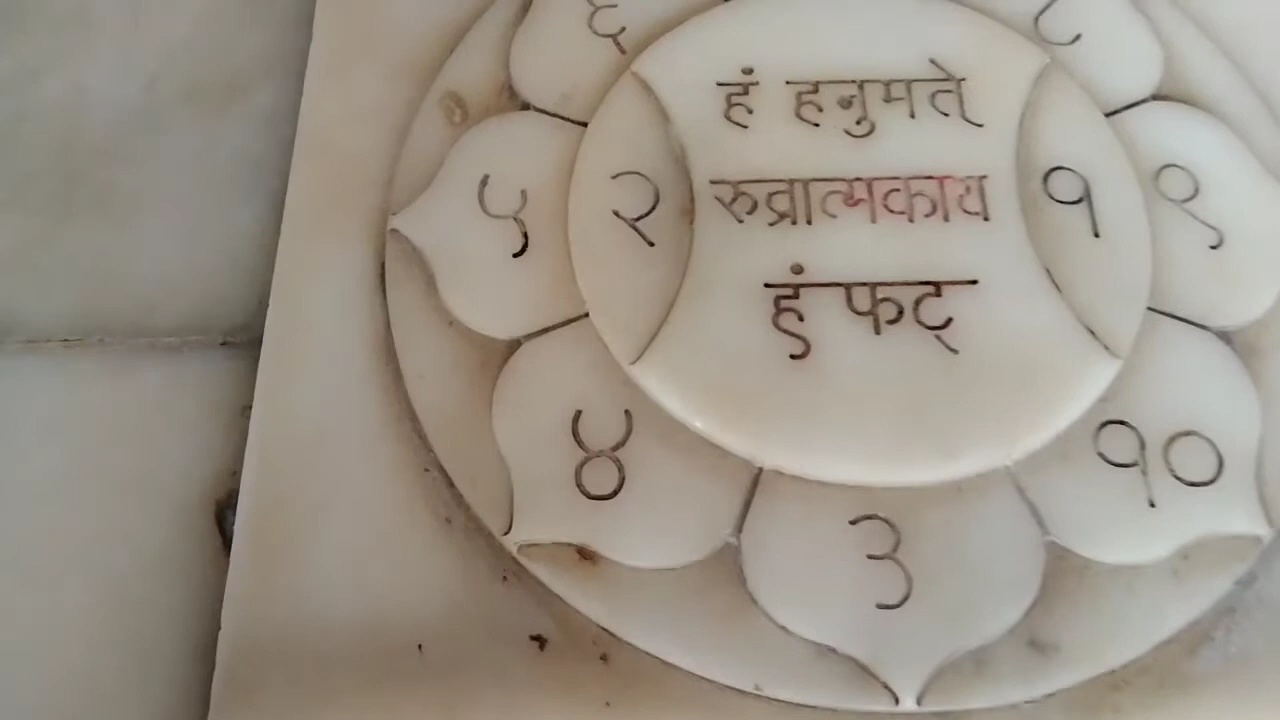 ६ ८
हं हनुमते
५ २ रुद्रात्मकाय १ ९
हुं फट्
४ १०
३